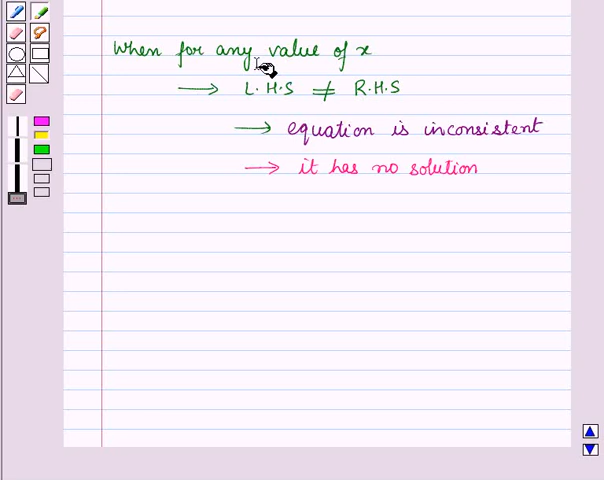 When for any value of x
→ L.H.S ≠ R.H.S
→ equation is inconsistent
→ it has no solution